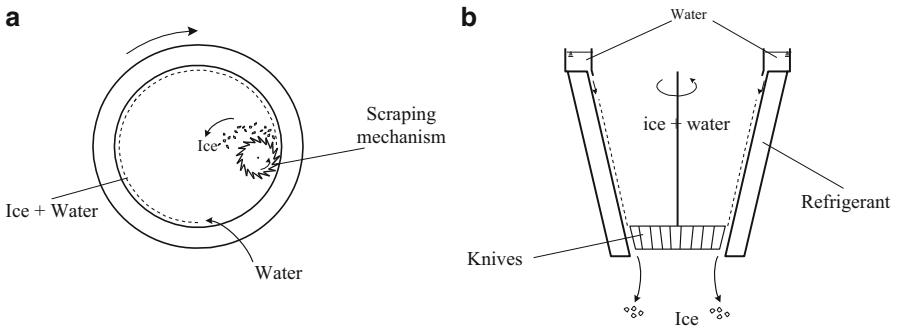 a
Ice
Scraping
mechanism
Ice + Water
Water
b
Water
ice + water
Refrigerant
Knives
Ice